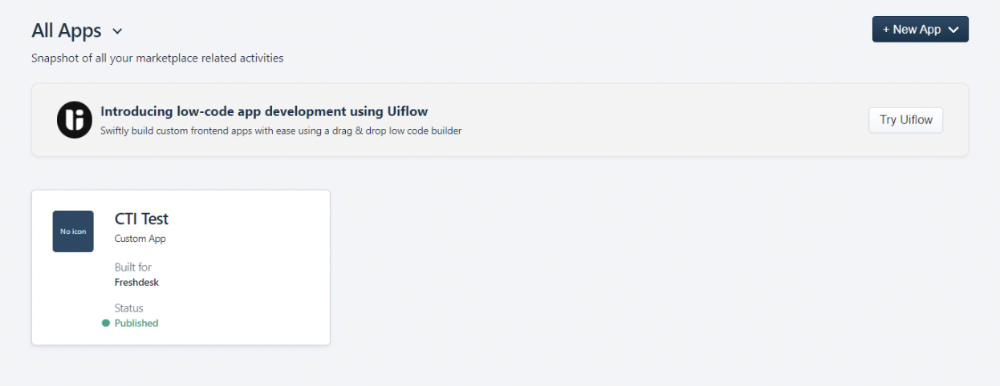 All Apps
+ New App
Snapshot of all your marketplace related activities
Introducing low-code app development using Uiflow
Swiftly build custom frontend apps with ease using a drag & drop low code builder
Try Uiflow
No icon
CTI Test
Custom App
Built for
Freshdesk
Status
Published